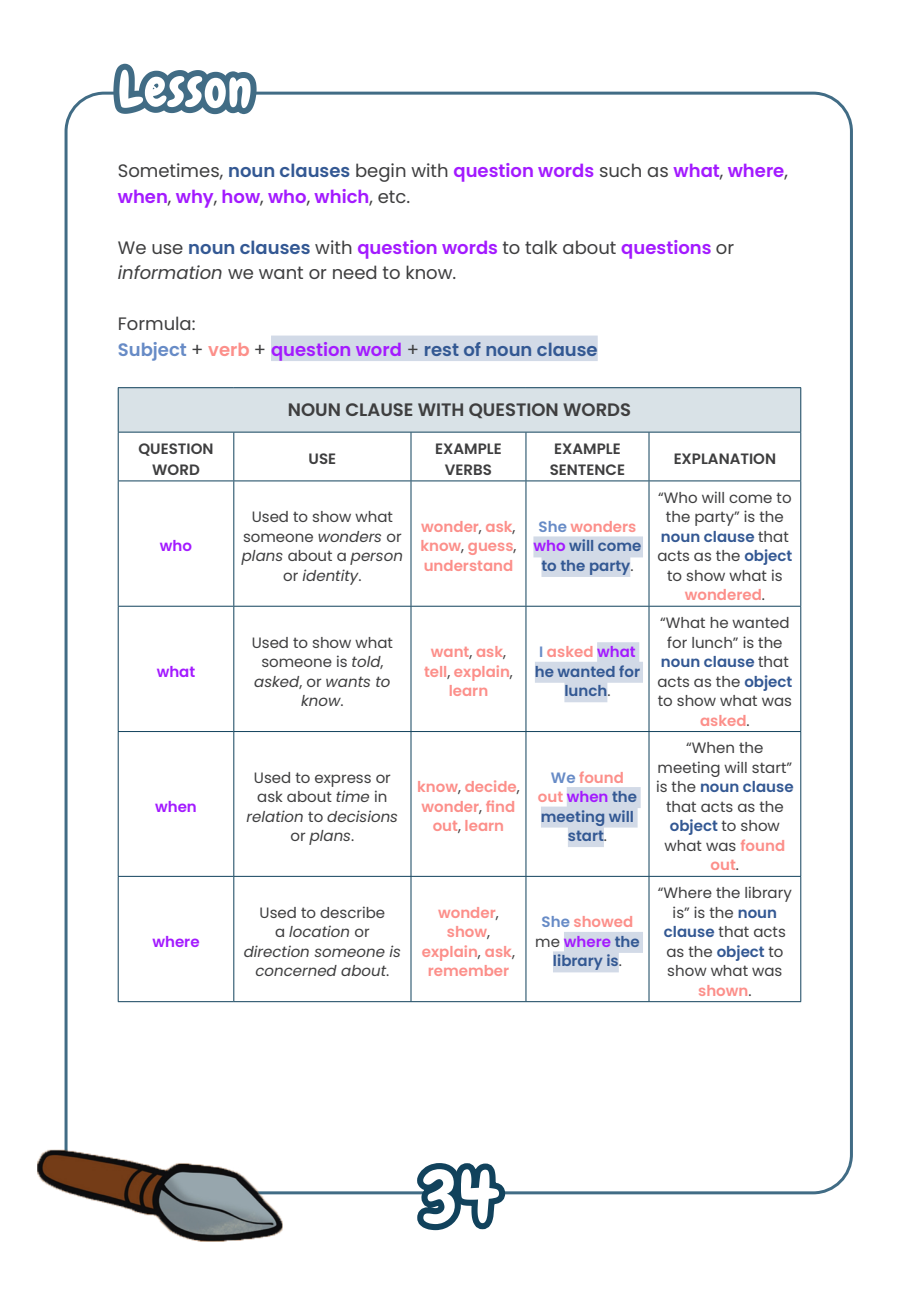 Lesson
Sometimes, noun clauses begin with question words such as what, where,
when, why, how, who, which, etc.
We use noun clauses with question words to talk about questions or
information we want or need to know.
Formula:
Subject + verb + question word + rest of noun clause
NOUN CLAUSE WITH QUESTION WORDS
QUESTION
WORD
USE
EXAMPLE
VERBS
EXAMPLE
SENTENCE
EXPLANATION
who
Used to show what
someone wonders or
plans about a person
or identity.
wonder, ask,
know, guess,
understand
She wonders
who will come
to the party.
“Who will come to
the party” is the
noun clause that
acts as the object
to show what is
wondered.
what
Used to show what
someone is told,
asked, or wants to
know.
want, ask,
tell, explain,
learn
I asked what
he wanted for
lunch.
“What he wanted
for lunch” is the
noun clause that
acts as the object
to show what was
asked.
when
Used to express or
ask about time in
relation to decisions
or plans.
know, decide,
wonder, find
out, learn
We found
out when the
meeting will
start.
“When the
meeting will start”
is the noun clause
that acts as the
object to show
what was found
out.
where
Used to describe
a location or
direction someone is
concerned about.
wonder,
show,
explain, ask,
remember
She showed
me where the
library is.
“Where the library
is” is the noun
clause that acts
as the object to
show what was
shown.
34